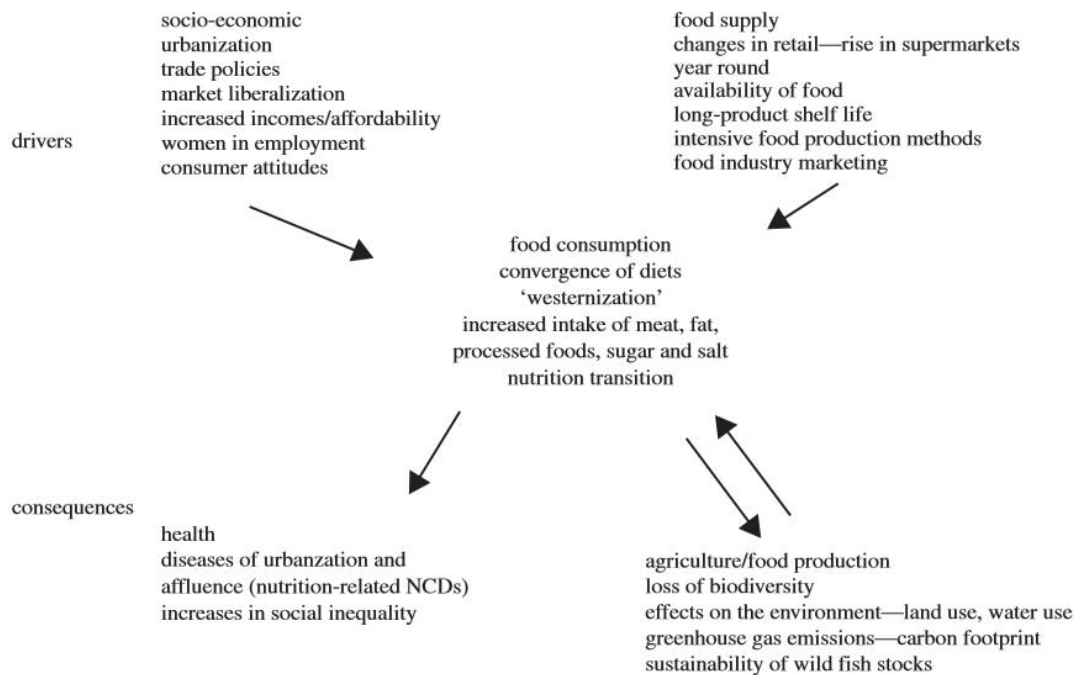 socio-economic
urbanization
trade policies
market liberalization
increased incomes/affordability
women in employment
consumer attitudes
drivers
food supply
changes in retail—rise in supermarkets
year round
availability of food
long-product shelf life
intensive food production methods
food industry marketing
food consumption
convergence of diets
‘westernization’
increased intake of meat, fat,
processed foods, sugar and salt
nutrition transition
consequences
health
diseases of urbanzation and
affluence (nutrition-related NCDs)
increases in social inequality
agriculture/food production
loss of biodiversity
effects on the environment—land use, water use
greenhouse gas emissions—carbon footprint
sustainability of wild fish stocks